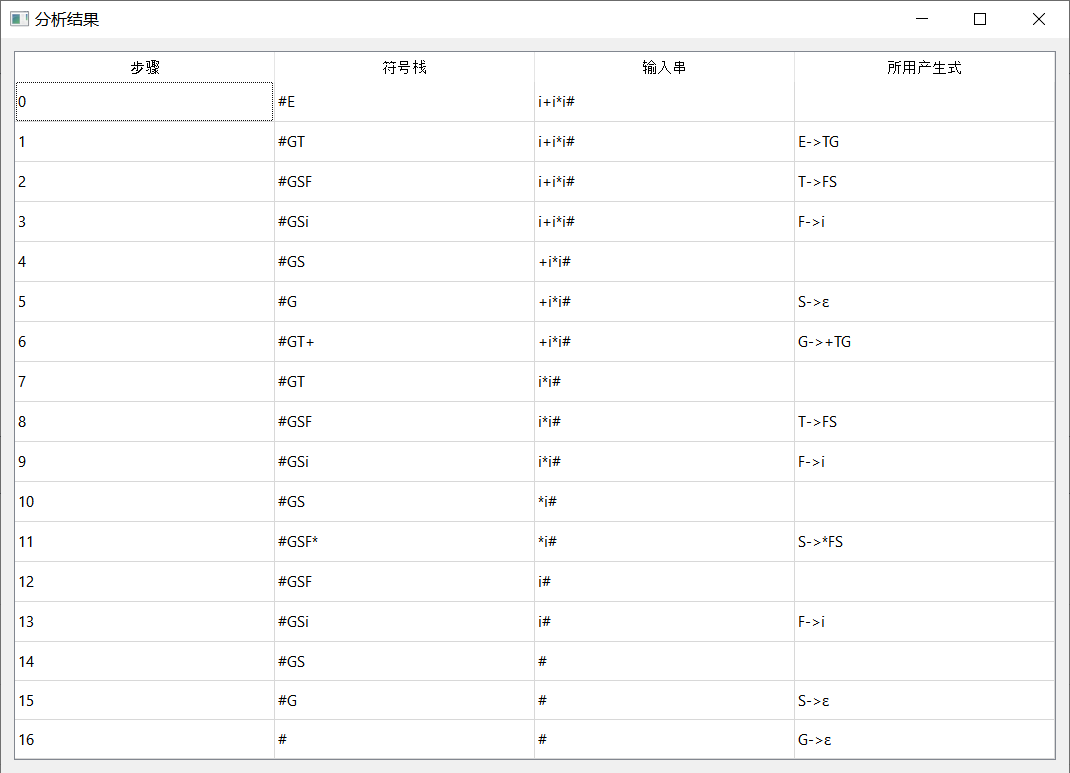 分析结果
步骤 符号栈 输入串 所用产生式
0 #E i+i*i#
1 #GT i+i*i# E->TG
2 #GSF i+i*i# T->FS
3 #GSi i+i*i# F->i
4 #GS +i*i#
5 #G +i*i# S->ε
6 #GT+ +i*i# G->+TG
7 #GT i*i#
8 #GSF i*i# T->FS
9 #GSi i*i# F->i
10 #GS *i#
11 #GSF* *i# S->*FS
12 #GSF i#
13 #GSi i# F->i
14 #GS #
15 #G # S->ε
16 # # G->ε